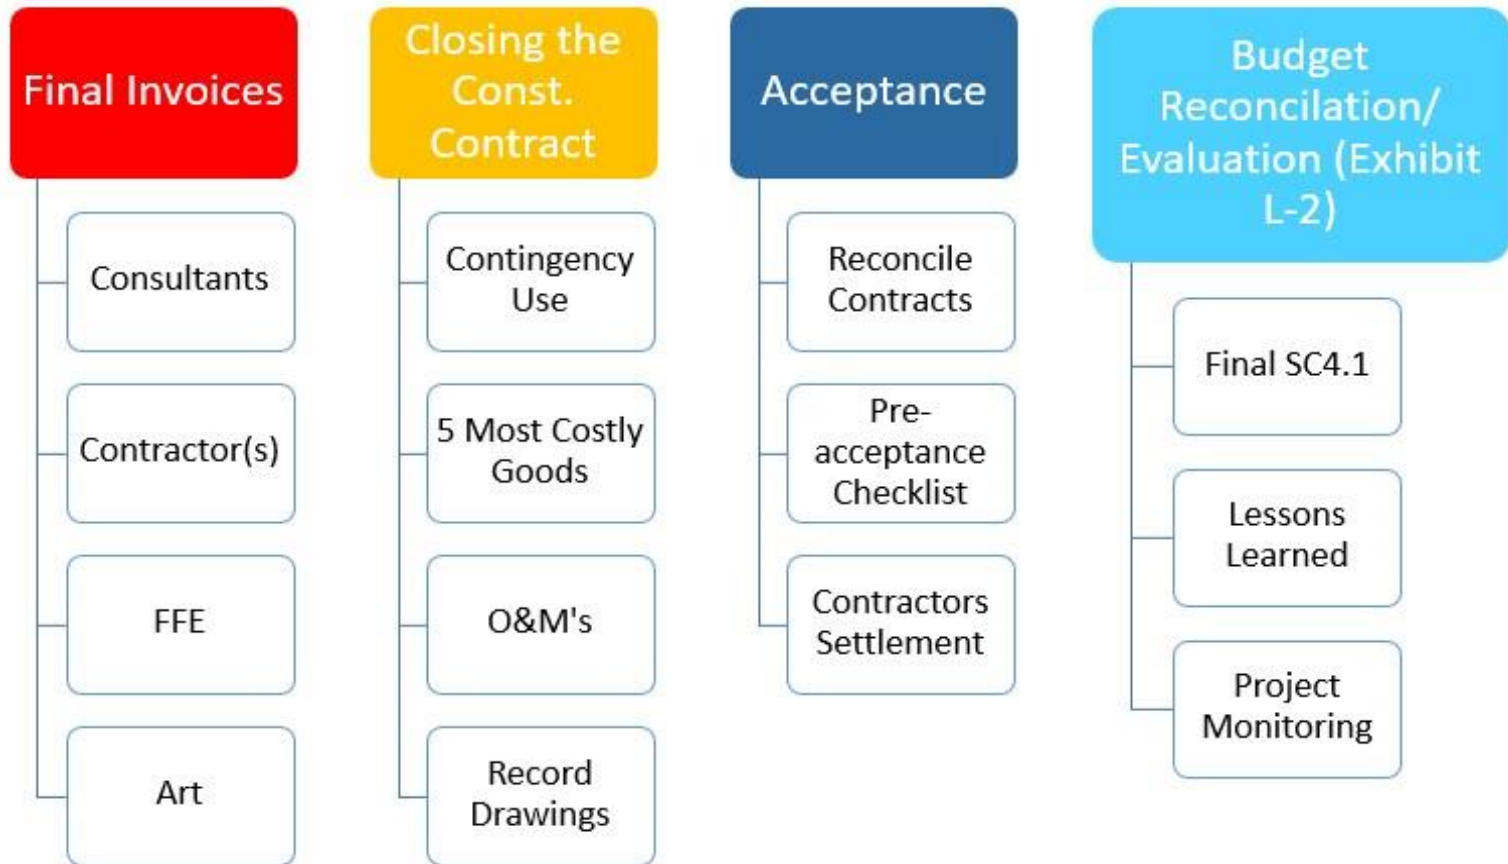 Final Invoices
Consultants
Contractor(s)
FFE
Art
Closing the
Const.
Contract
Contingency
Use
5 Most Costly
Goods
O&M's
Record
Drawings
Acceptance
Reconcile
Contracts
Pre-
acceptance
Checklist
Contractors
Settlement
Budget
Reconcilation/
Evaluation (Exhibit
L-2)
Final SC4.1
Lessons
Learned
Project
Monitoring